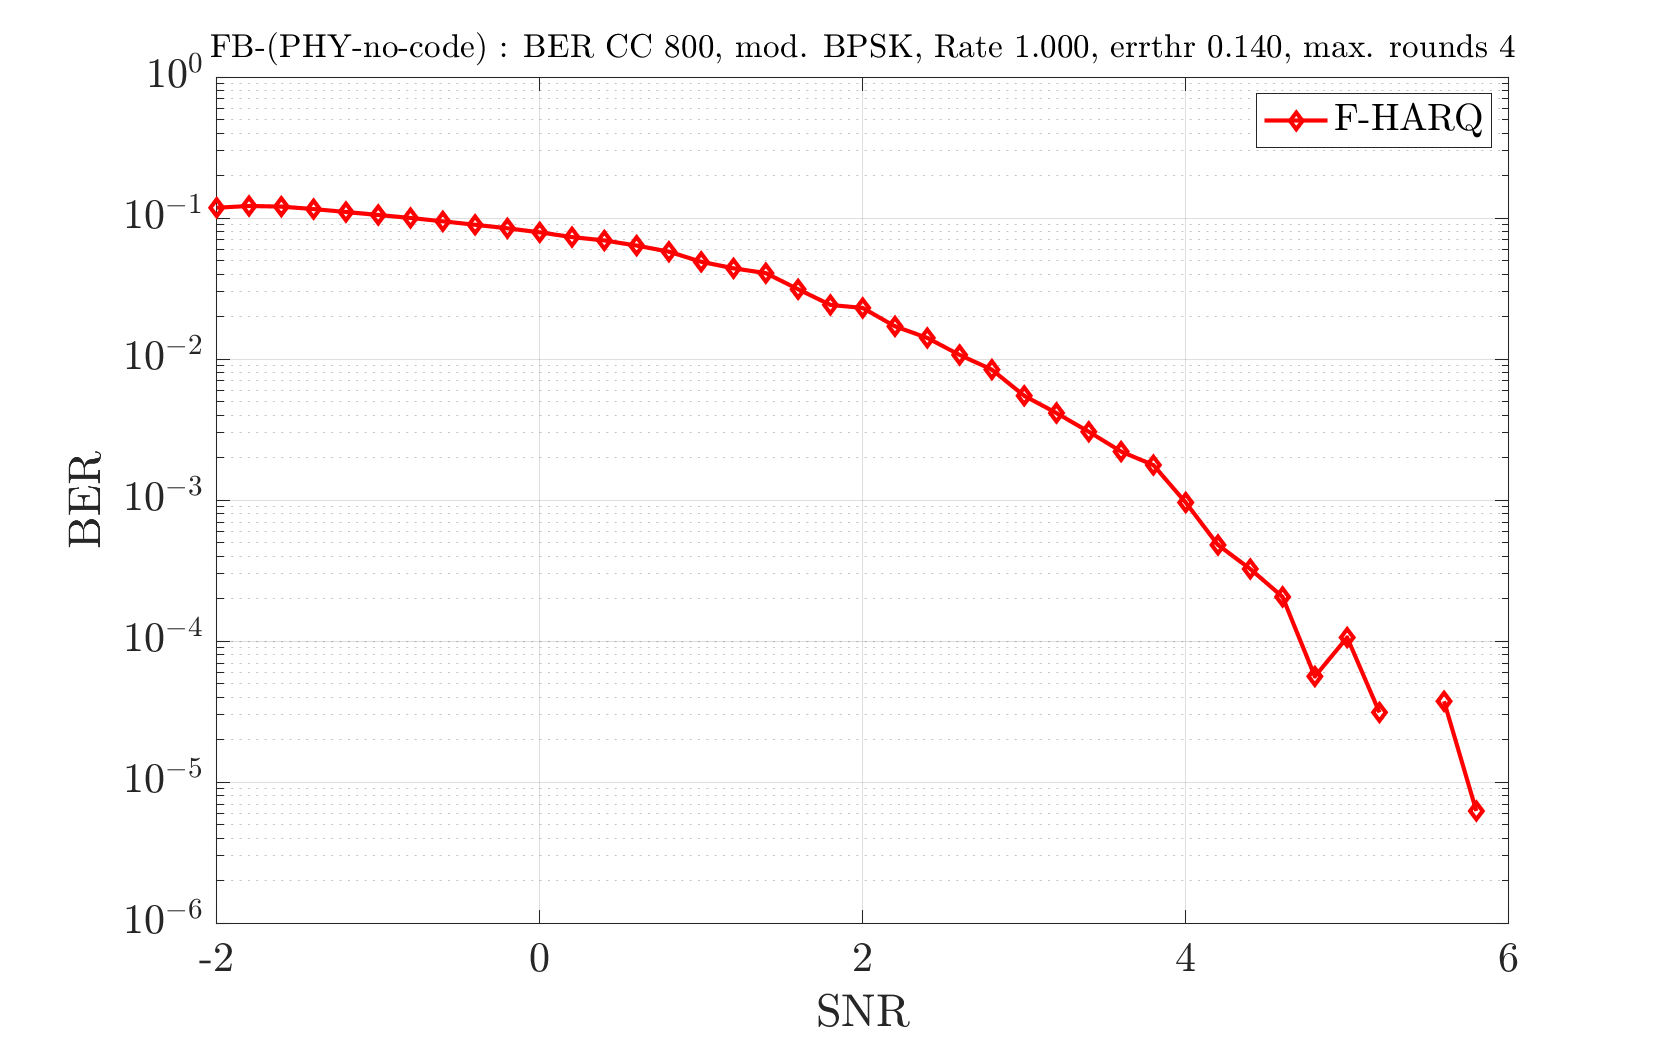 FB-(PHY-no-code) : BER CC 800, mod. BPSK, Rate 1.000, errthr 0.140, max. rounds 4
F-HARQ
10^0
10^−1
10^−2
10^−3
10^−4
10^−5
10^−6
BER
-2 0 2 4 6
SNR